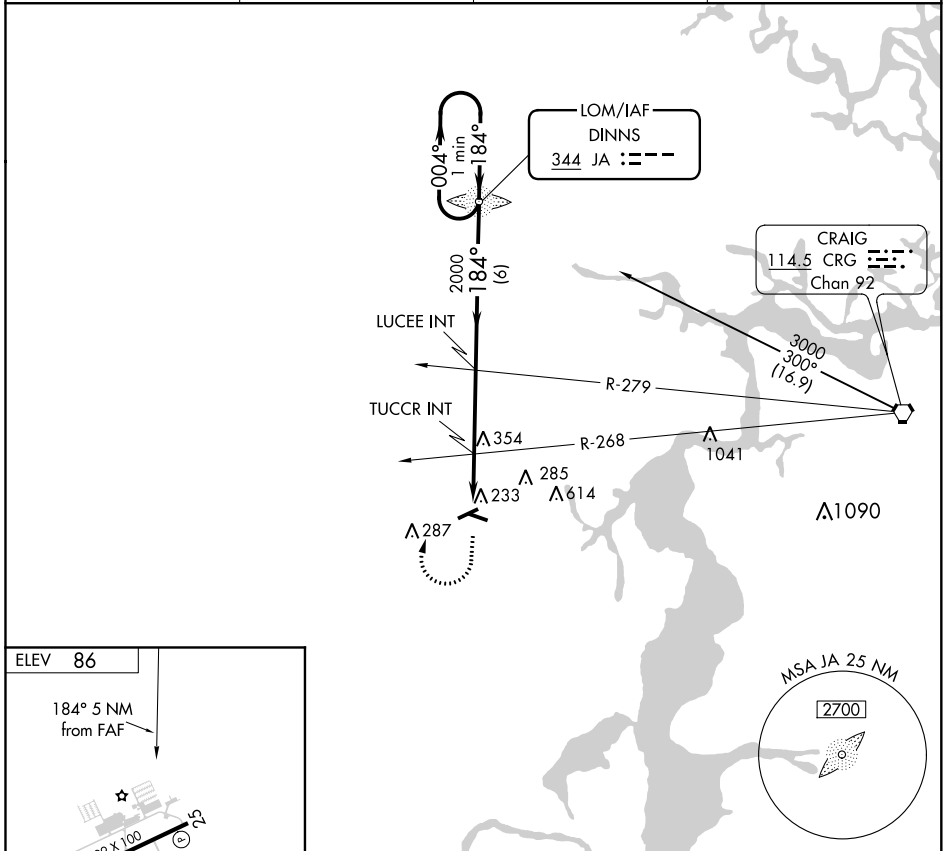 LOM/IAF
DINNS
344 JA
004°
1 min
184°
CRAIG
114.5 CRG
Chan 92
2000
184°
(6)
LUCEE INT
3000
300°
(16.9)
R-279
TUCCR INT
354
R-268
1041
285
233
614
287
1090
ELEV 86
184° 5 NM
from FAF
MSA JA 25 NM
2700
25
X 100
P